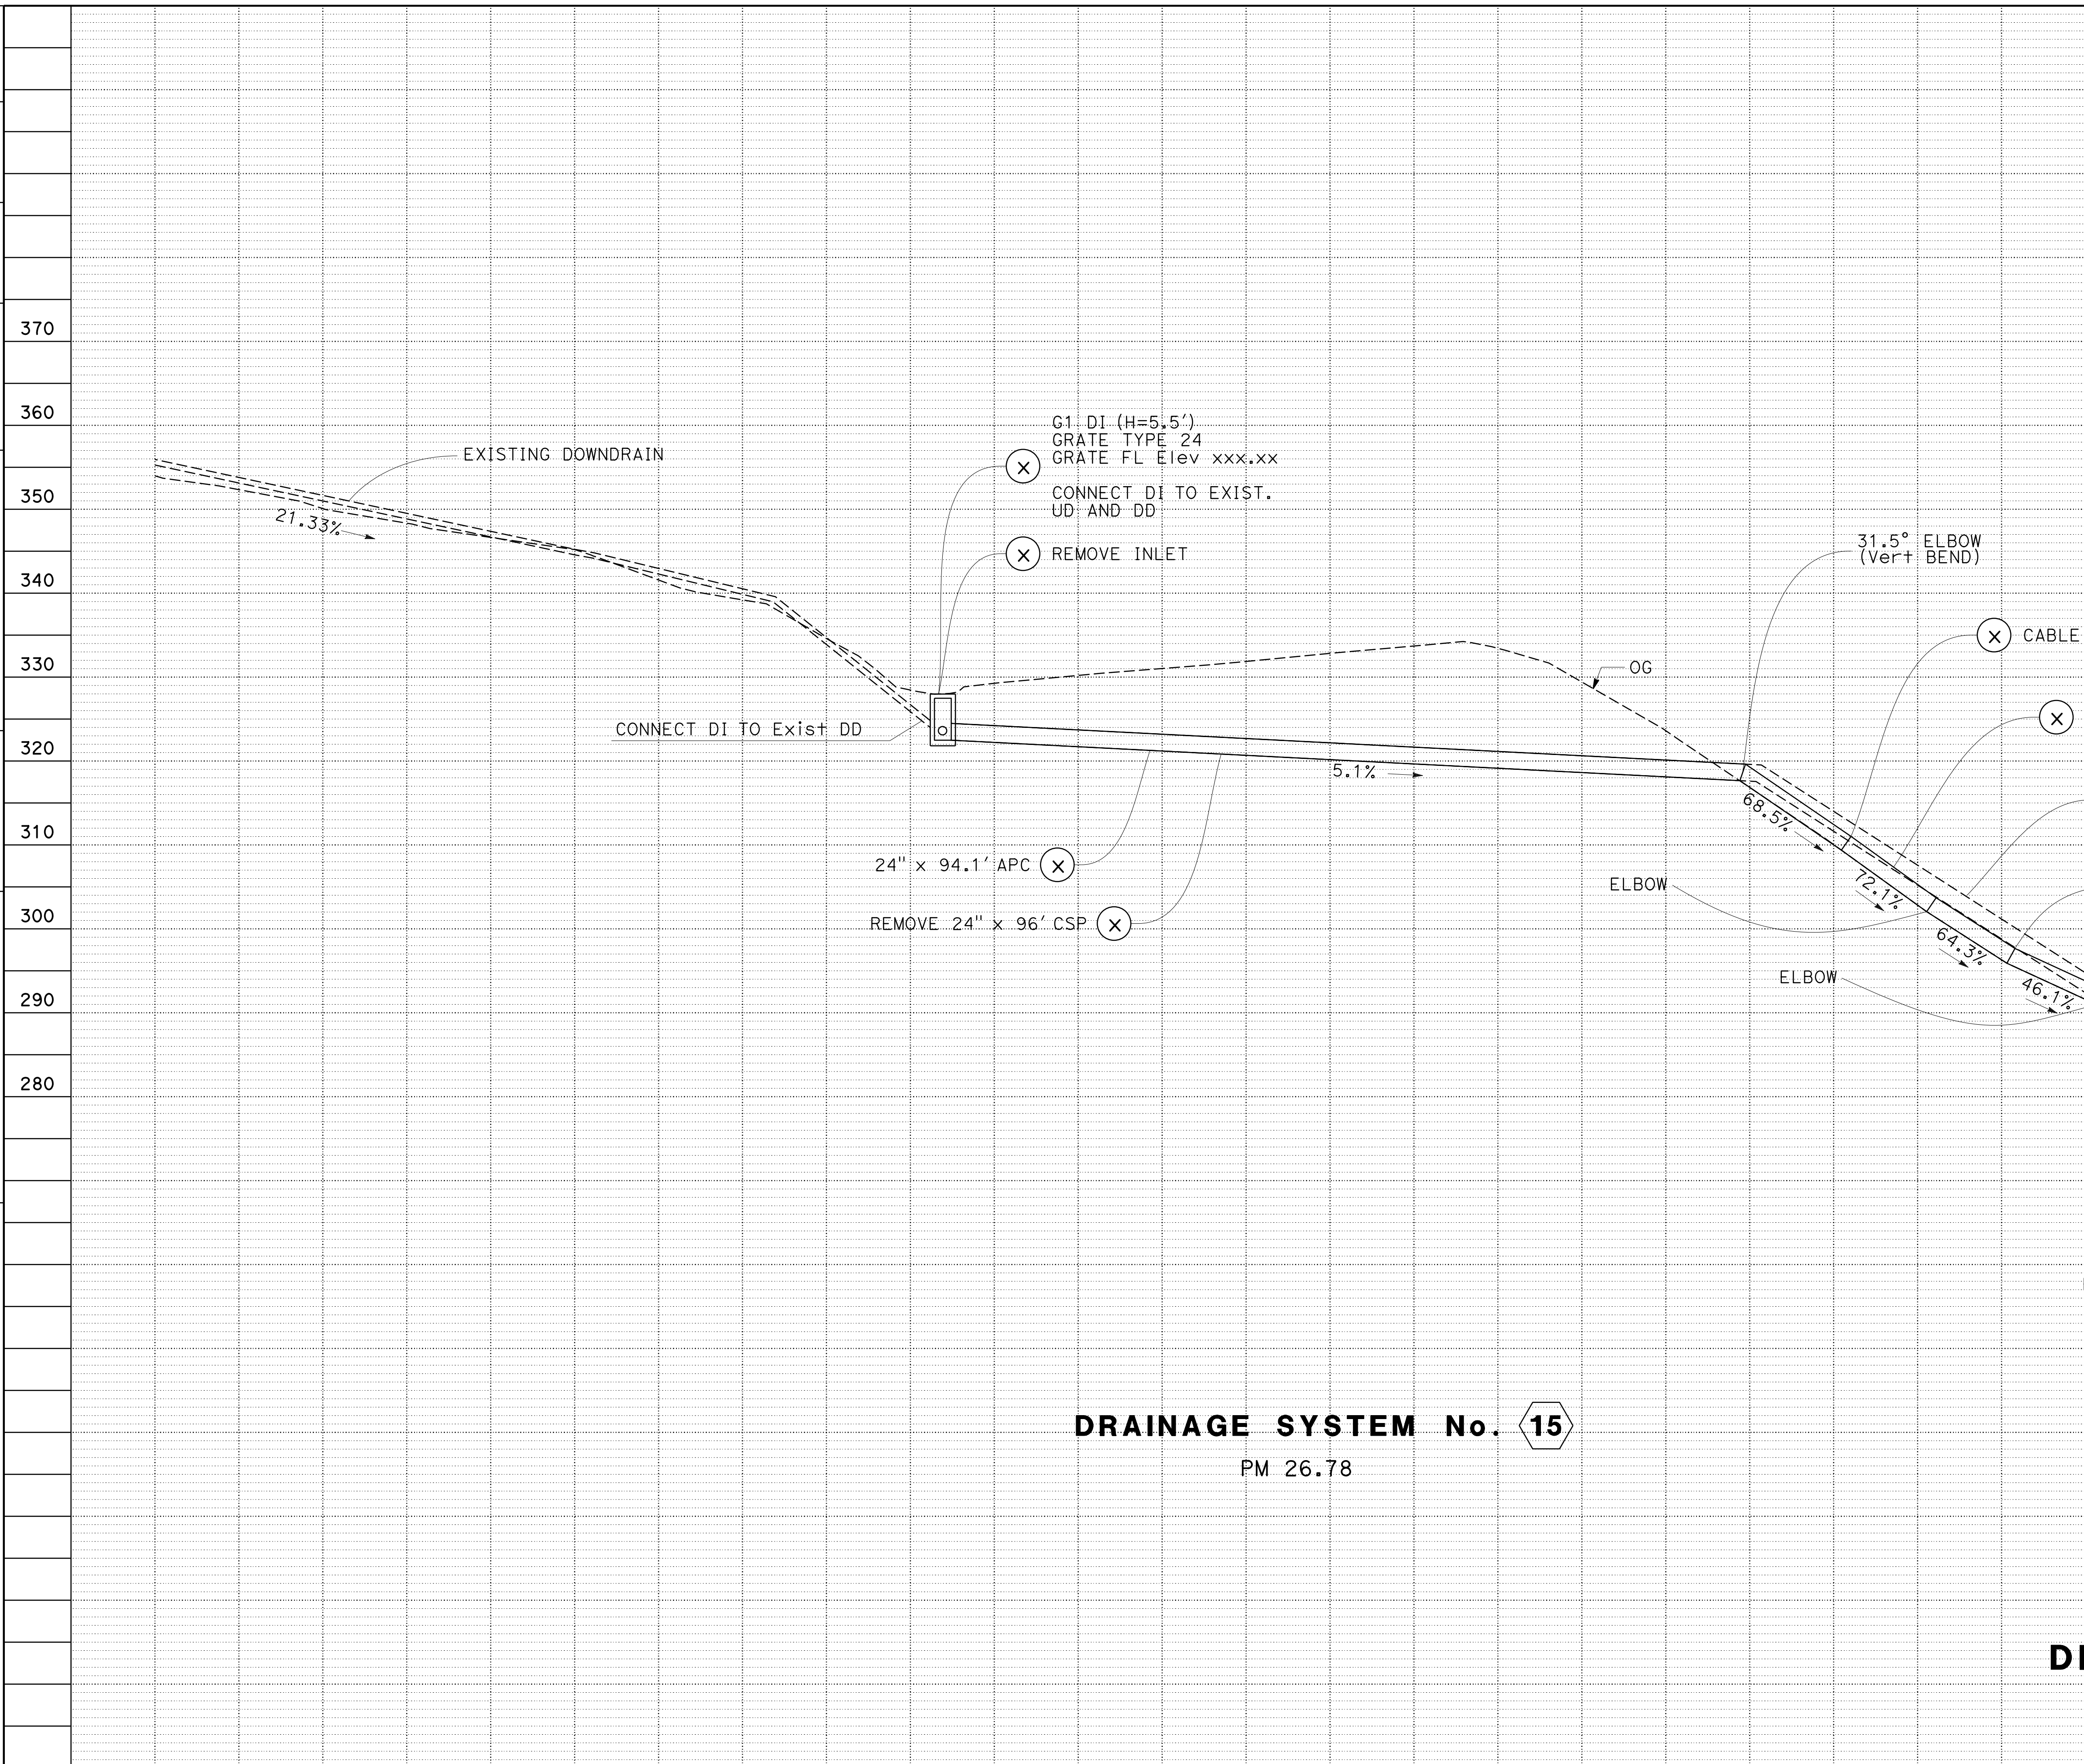 370
360
350
340
330
320
310
300
290
280
EXISTING DOWNDRAIN
21.33%
G1 DI (H=5.5')
GRATE TYPE 24
GRATE FL Elev xxx.xx
CONNECT DI TO EXIST.
UD AND DD
X
X REMOVE INLET
CONNECT DI TO Exist DD
OG
31.5° ELBOW
(Vert BEND)
X CABLE
X
5.1%
68.5%
72.1%
64.3%
46.1%
24" x 94.1' APC X
REMOVE 24" x 96' CSP X
ELBOW
ELBOW
DRAINAGE SYSTEM No. 15
PM 26.78